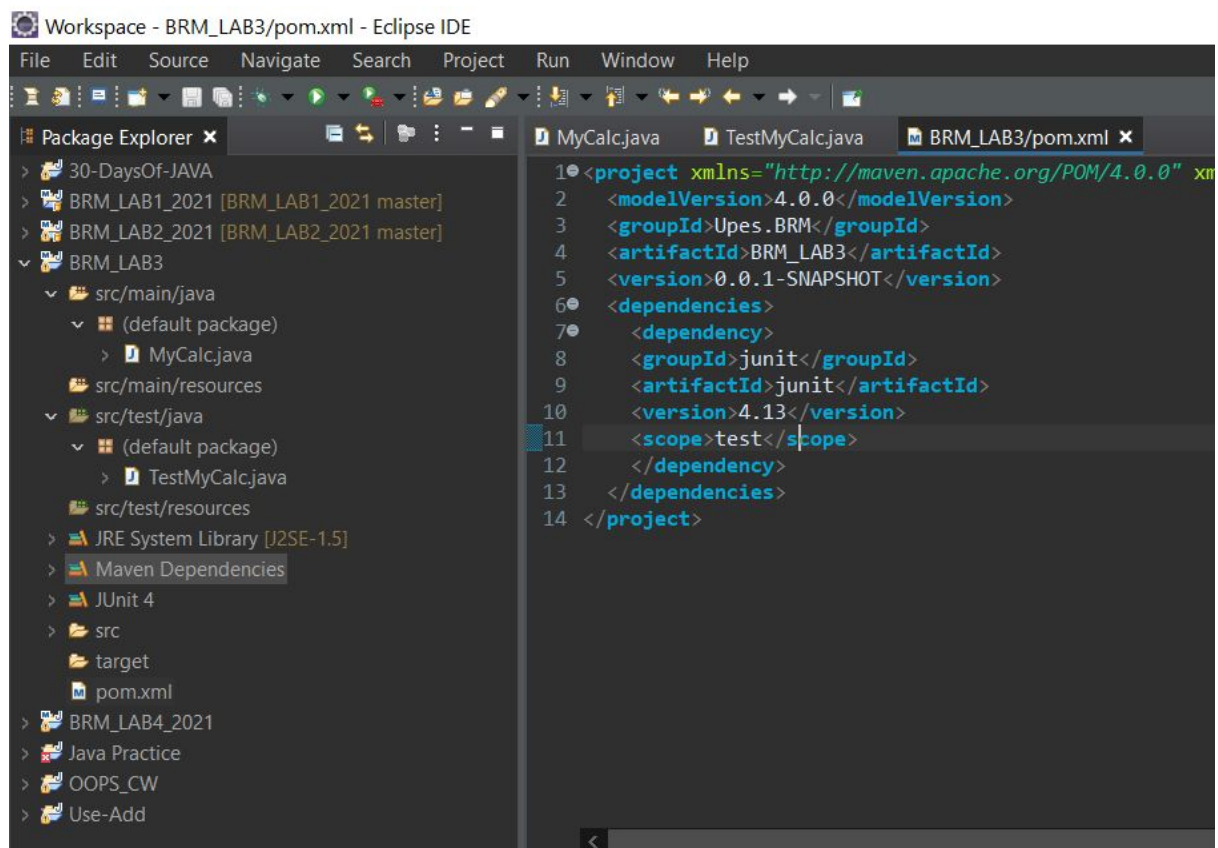 Workspace - BRM_LAB3/pom.xml - Eclipse IDE
File Edit Source Navigate Search Project Run Window Help
Package Explorer
30-DaysOf-JAVA
BRM_LAB1_2021 [BRM_LAB1_2021 master]
BRM_LAB2_2021 [BRM_LAB2_2021 master]
BRM_LAB3
src/main/java
(default package)
MyCalc.java
src/main/resources
src/test/java
(default package)
TestMyCalc.java
src/test/resources
JRE System Library [J2SE-1.5]
Maven Dependencies
JUnit 4
src
target
pom.xml
BRM_LAB4_2021
Java Practice
OOPS_CW
Use-Add
MyCalc.java TestMyCalc.java BRM_LAB3/pom.xml
1 <project xmlns="http://maven.apache.org/POM/4.0.0" xm
2 <modelVersion>4.0.0</modelVersion>
3 <groupId>Upes.BRM</groupId>
4 <artifactId>BRM_LAB3</artifactId>
5 <version>0.0.1-SNAPSHOT</version>
6 <dependencies>
7 <dependency>
8 <groupId>junit</groupId>
9 <artifactId>junit</artifactId>
10 <version>4.13</version>
11 <scope>test</scope>
12 </dependency>
13 </dependencies>
14 </project>